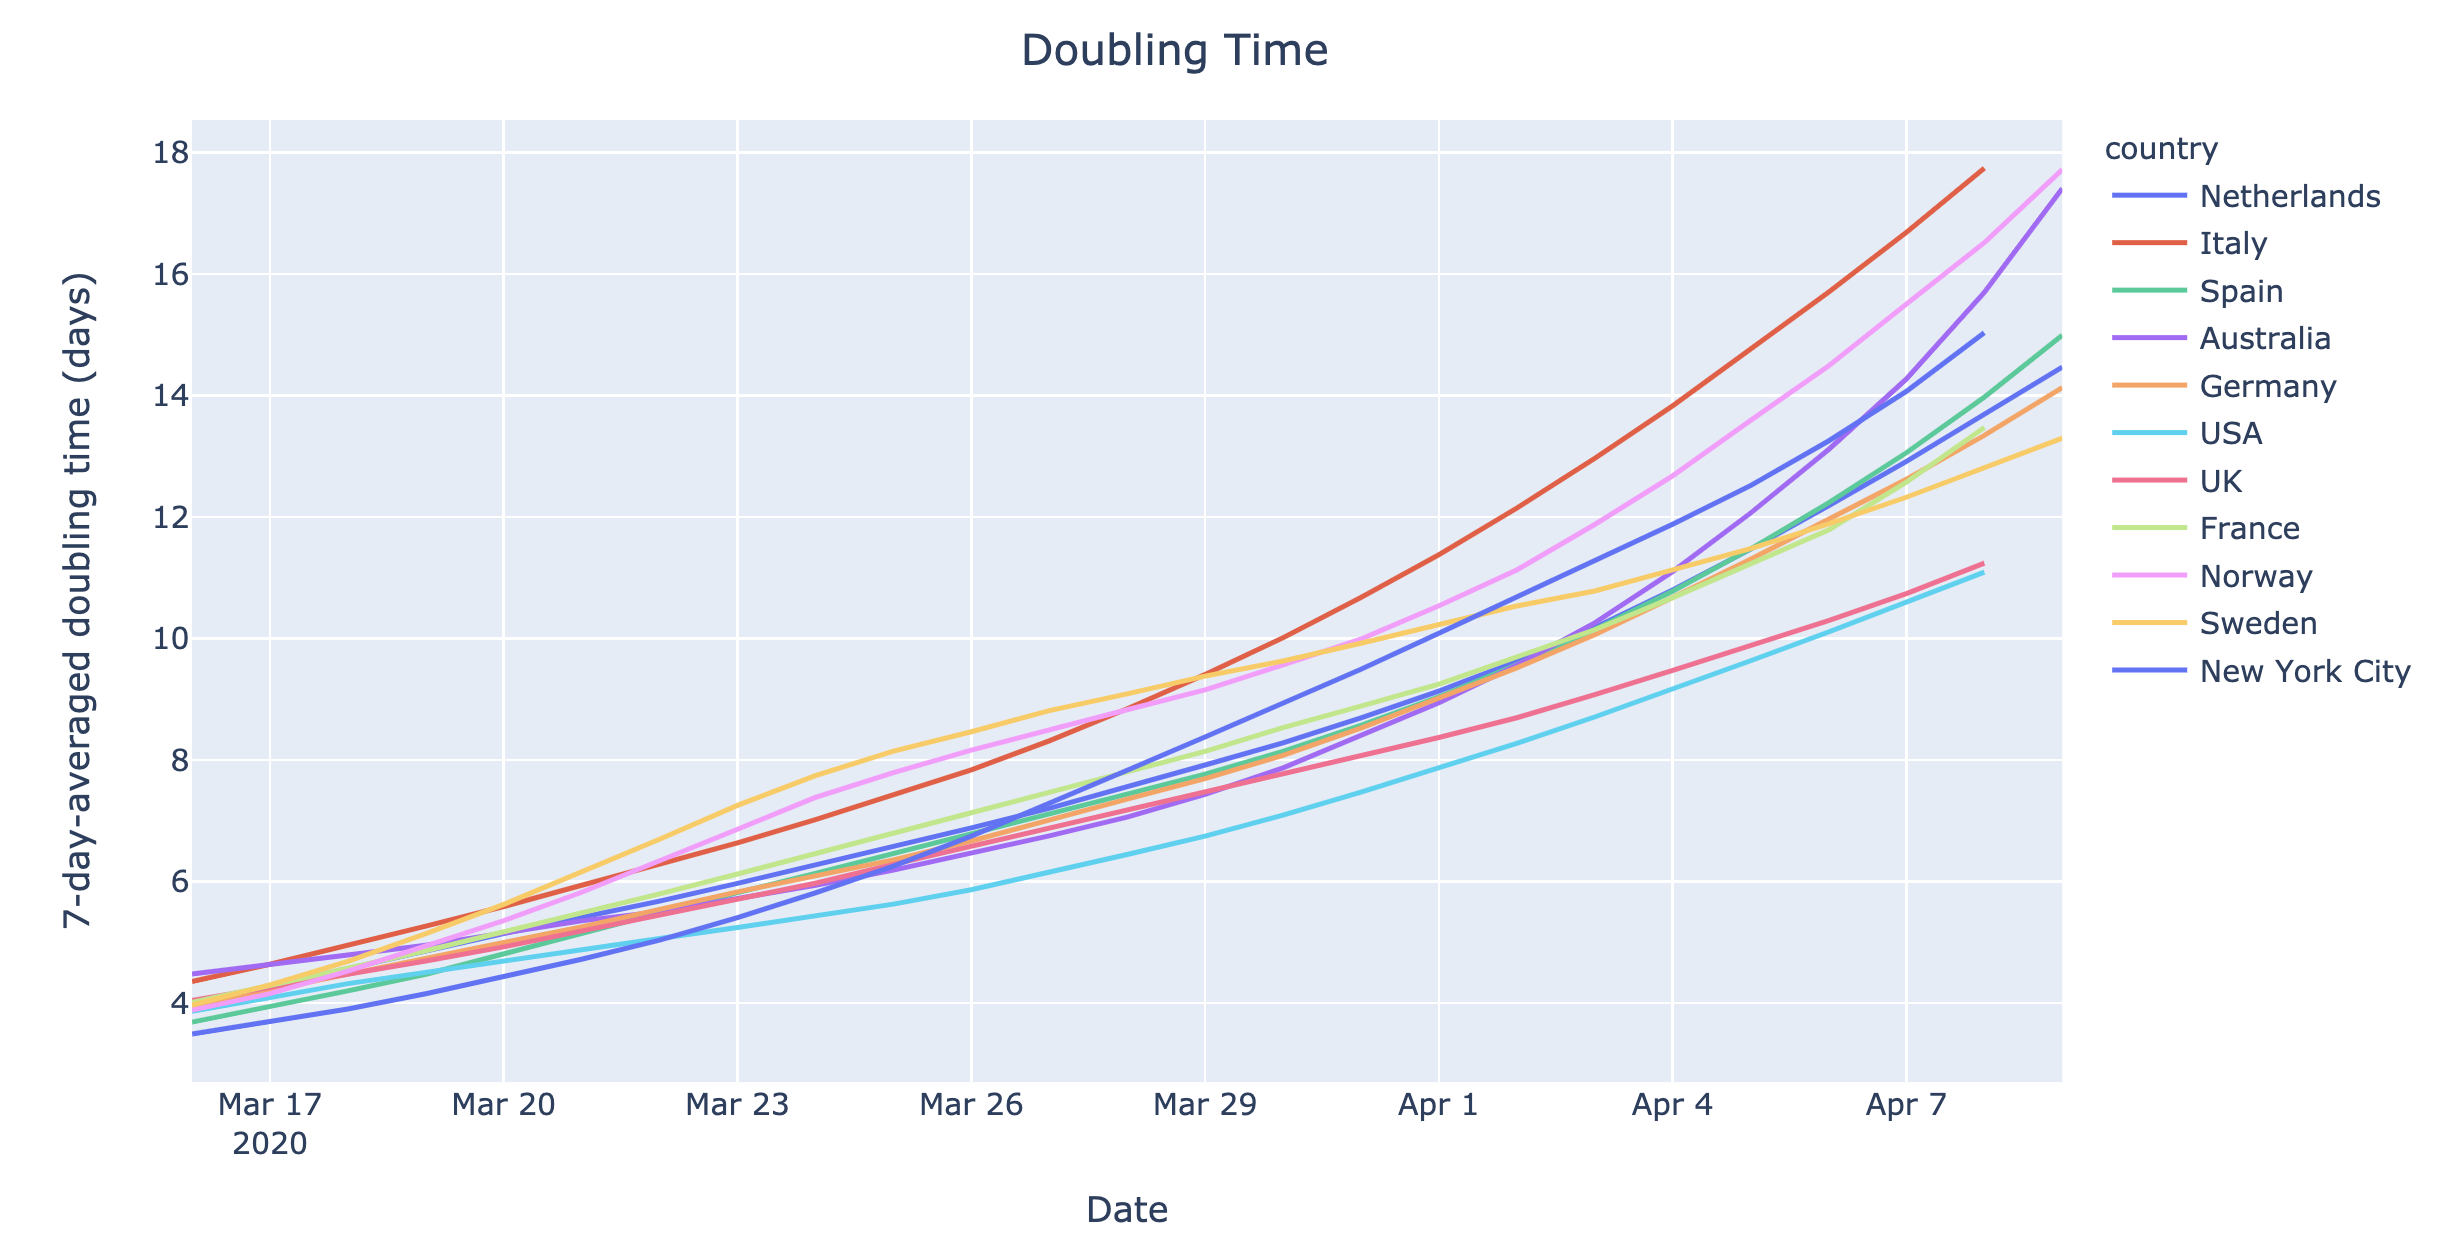 Doubling Time
7-day-averaged doubling time (days)
18
16
14
12
10
8
6
4
Mar 17
2020
Mar 20
Mar 23
Mar 26
Mar 29
Apr 1
Apr 4
Apr 7
Date
country
Netherlands
Italy
Spain
Australia
Germany
USA
UK
France
Norway
Sweden
New York City